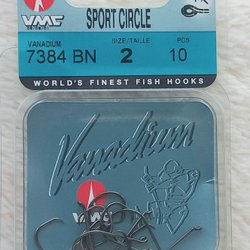 SPORT CIRCLE
VMC
VANADIUM SIZE/TAILLE PCS
7384 BN 2 10
WORLD'S FINEST FISH HOOKS
Vanadium
VMC